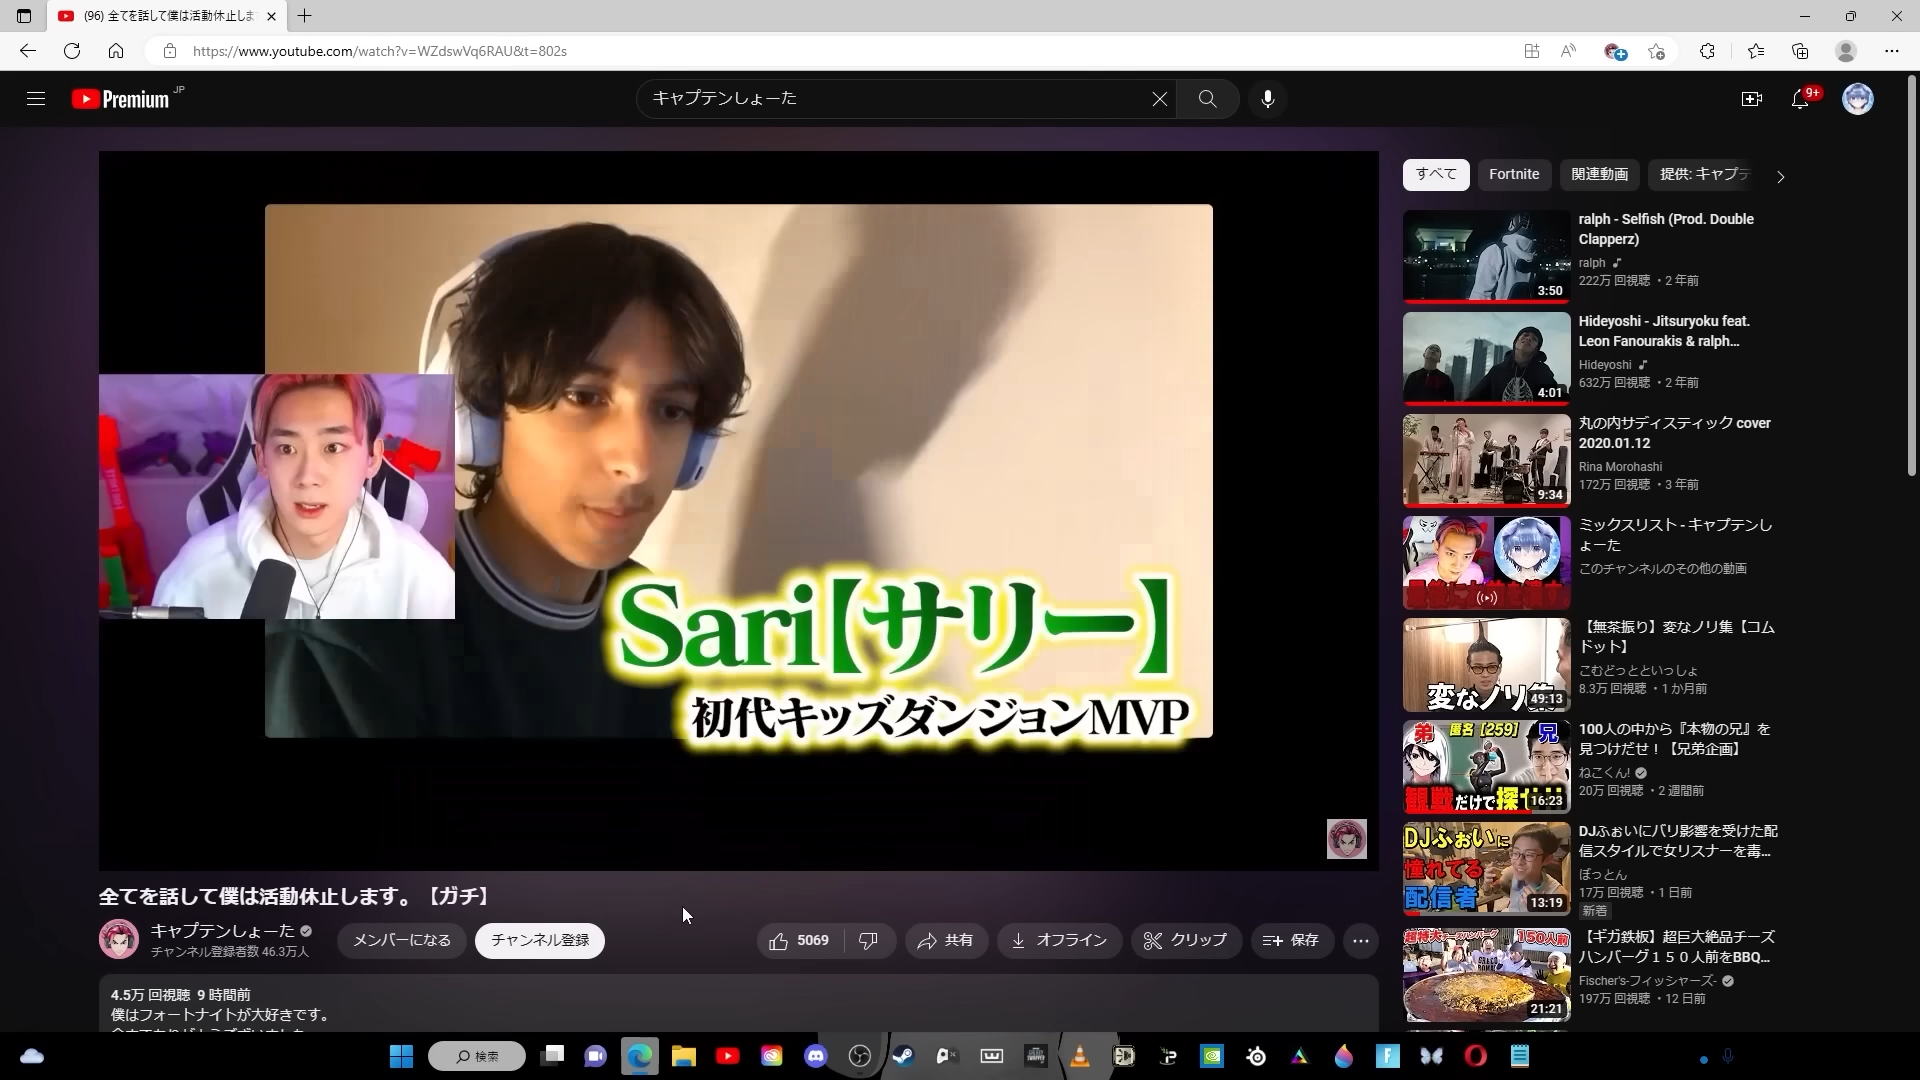 (96) 全てを話して僕は活動休止しま
https://www.youtube.com/watch?v=WZdswVq6RAU&t=802s
Premium JP
キャプテンしょーた
9+
Sari【サリー】
初代キッズダンジョンMVP
全てを話して僕は活動休止します。【ガチ】
キャプテンしょーた
チャンネル登録者数 46.3万人
メンバーになる
チャンネル登録
5069
共有
オフライン
クリップ
保存
4.5万 回視聴 9 時間前
僕はフォートナイトが大好きです。
すべて
Fortnite
関連動画
提供: キャプテ
3:50
ralph - Selfish (Prod. Double
Clapperz)
ralph
222万 回視聴 ・2 年前
4:01
Hideyoshi - Jitsuryoku feat.
Leon Fanourakis & ralph...
Hideyoshi
632万 回視聴 ・2 年前
9:34
丸の内サディスティック cover
2020.01.12
Rina Morohashi
172万 回視聴 ・3 年前
ミックスリスト - キャプテンし
ょーた
このチャンネルのその他の動画
変なノリ集
49:13
【無茶振り】変なノリ集【コム
ドット】
こむどっとといっしょ
8.3万 回視聴 ・1 か月前
弟
匿名【259】
兄
観戦だけで探せ
16:23
100人の中から『本物の兄』を
見つけだせ！【兄弟企画】
ねこくん!
20万 回視聴 ・2 週間前
DJふぉいに
憧れてる
配信者
13:19
DJふぉいにバリ影響を受けた配
信スタイルで女リスナーを毒...
ぼっとん
17万 回視聴 ・1 日前
新着
超特大チーズハンバーグ
150人前
21:21
【ギガ鉄板】超巨大絶品チーズ
ハンバーグ１５０人前をBBQ...
Fischer's-フィッシャーズ-
197万 回視聴 ・12 日前
検索